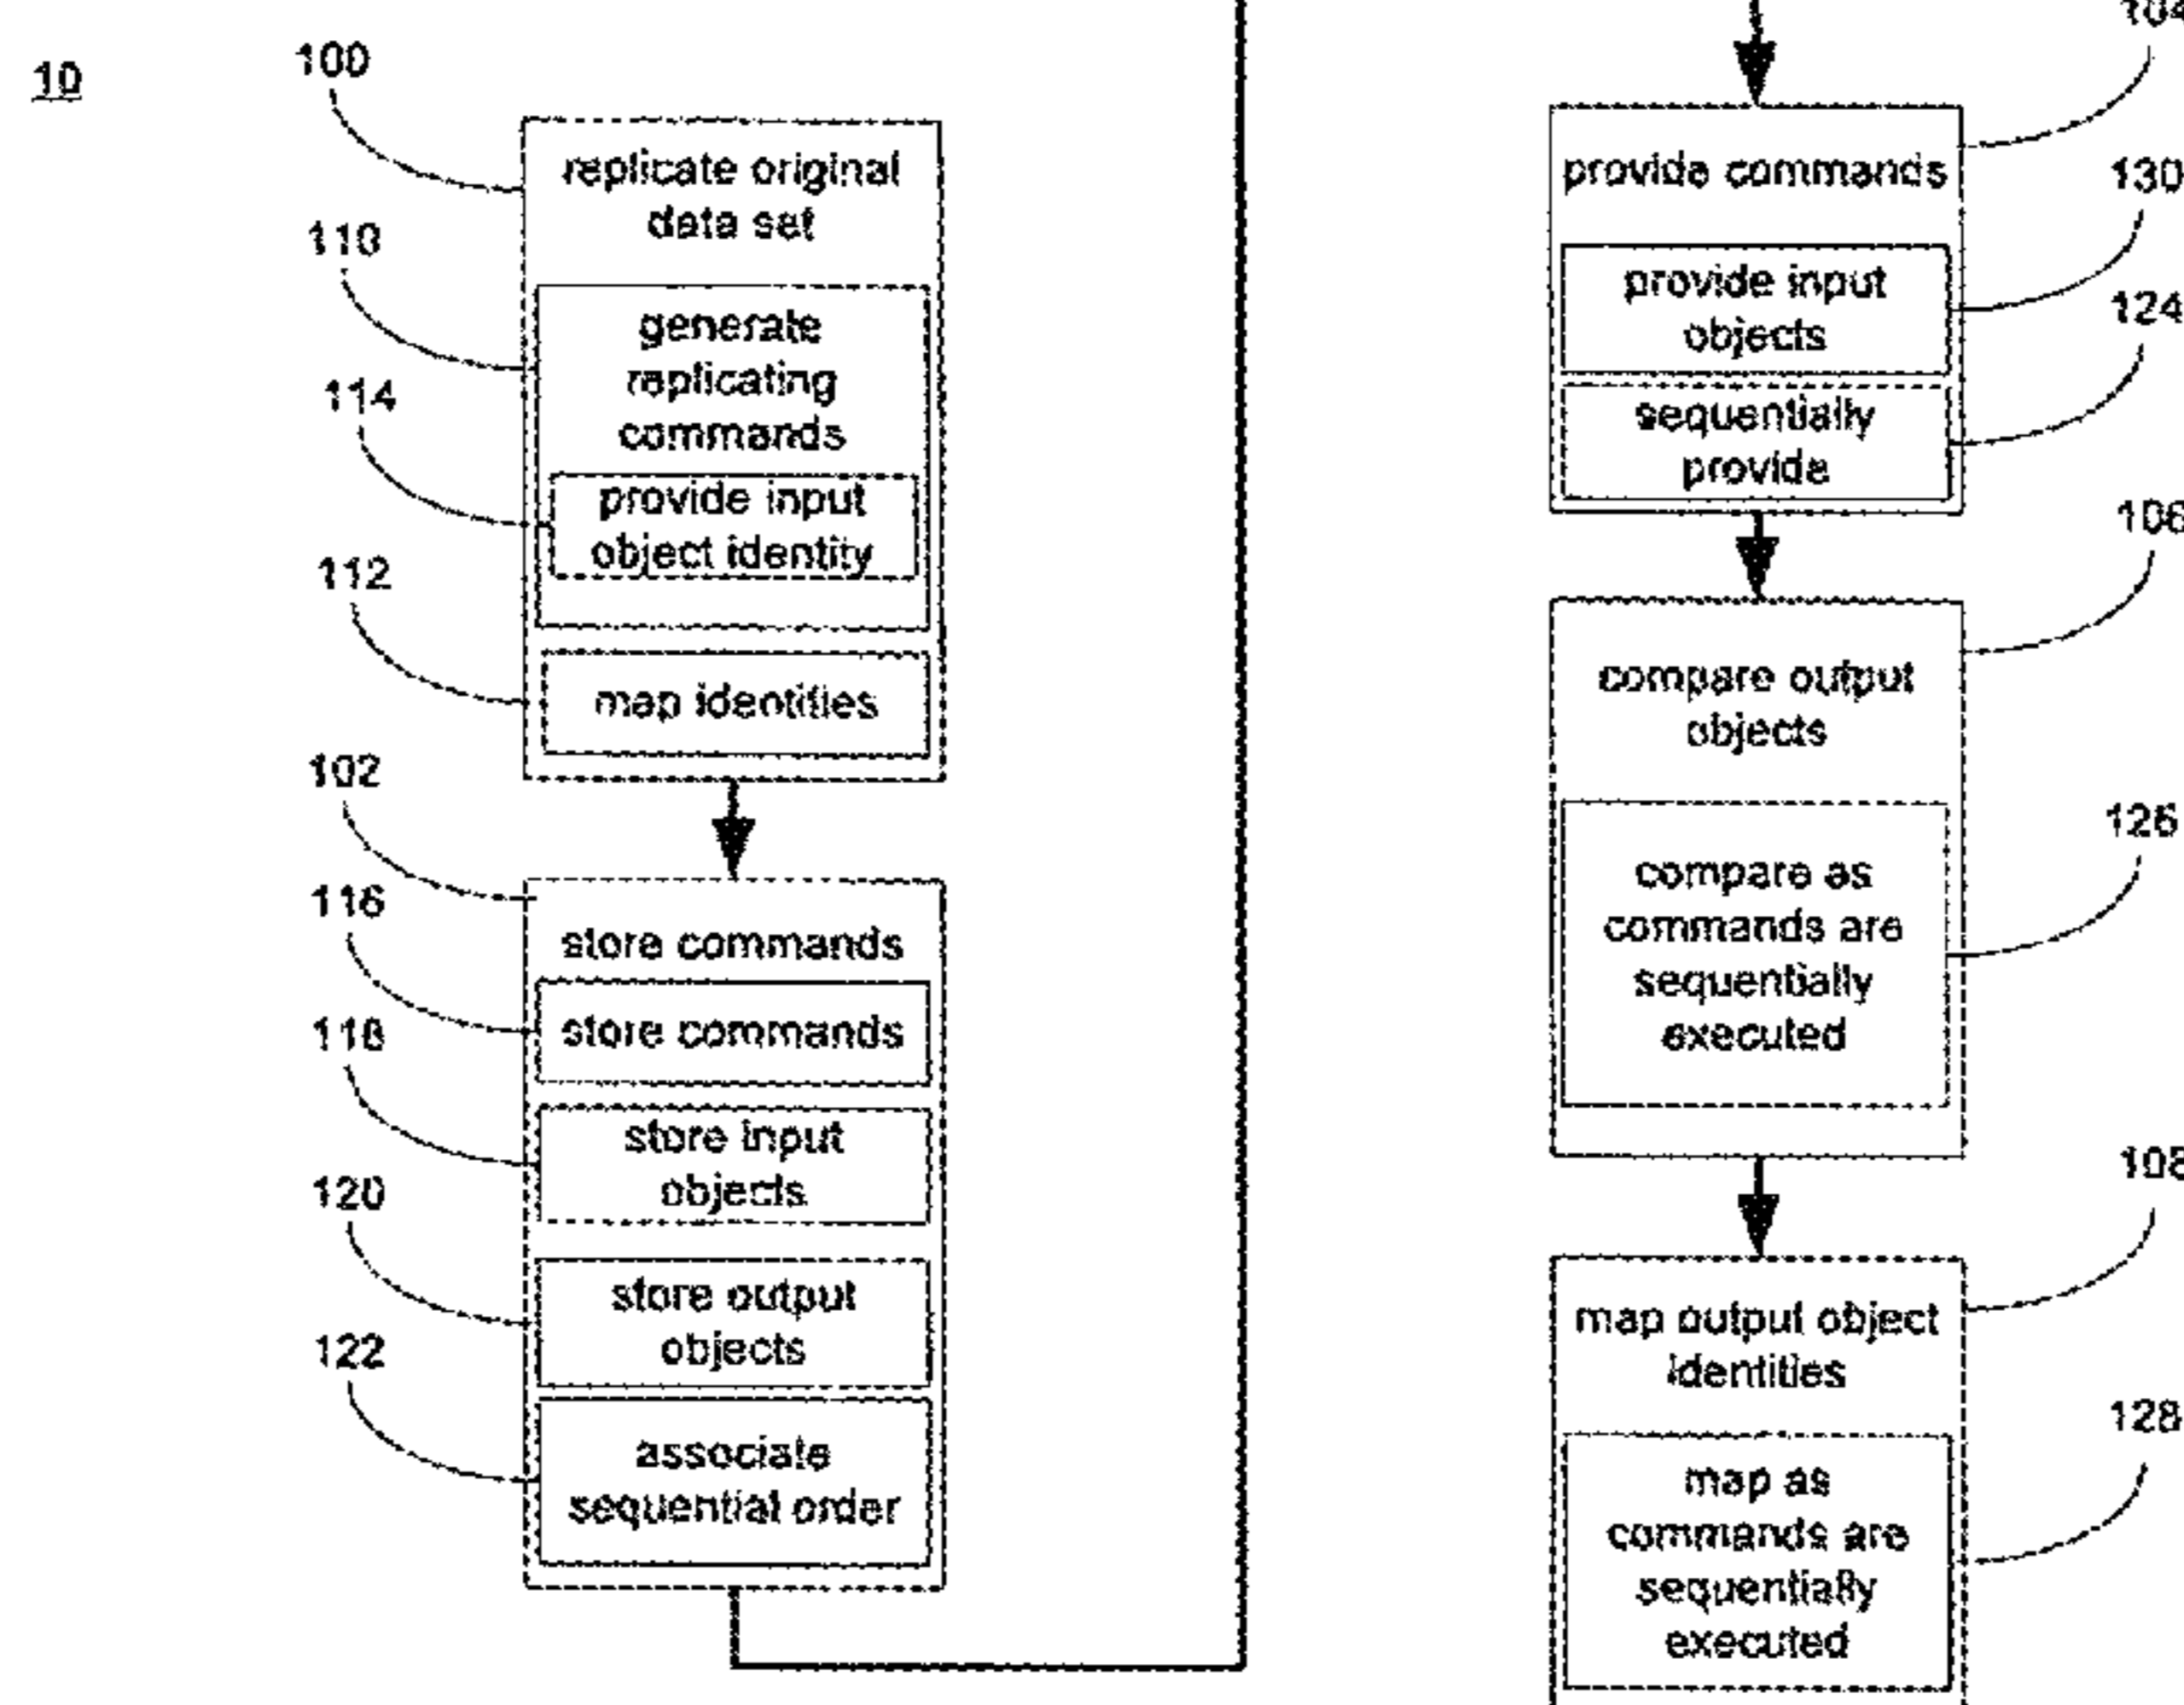 10
100
replicate original
data set
110
generate
replicating
commands
114
provide input
object identity
112
map identities
102
store commands
116
store commands
118
store input
objects
120
store output
objects
122
associate
sequential order
104
provide commands
130
provide input
objects
124
sequentially
provide
106
compare output
objects
126
compare as
commands are
sequentially
executed
108
map output object
identities
128
map as
commands are
sequentially
executed